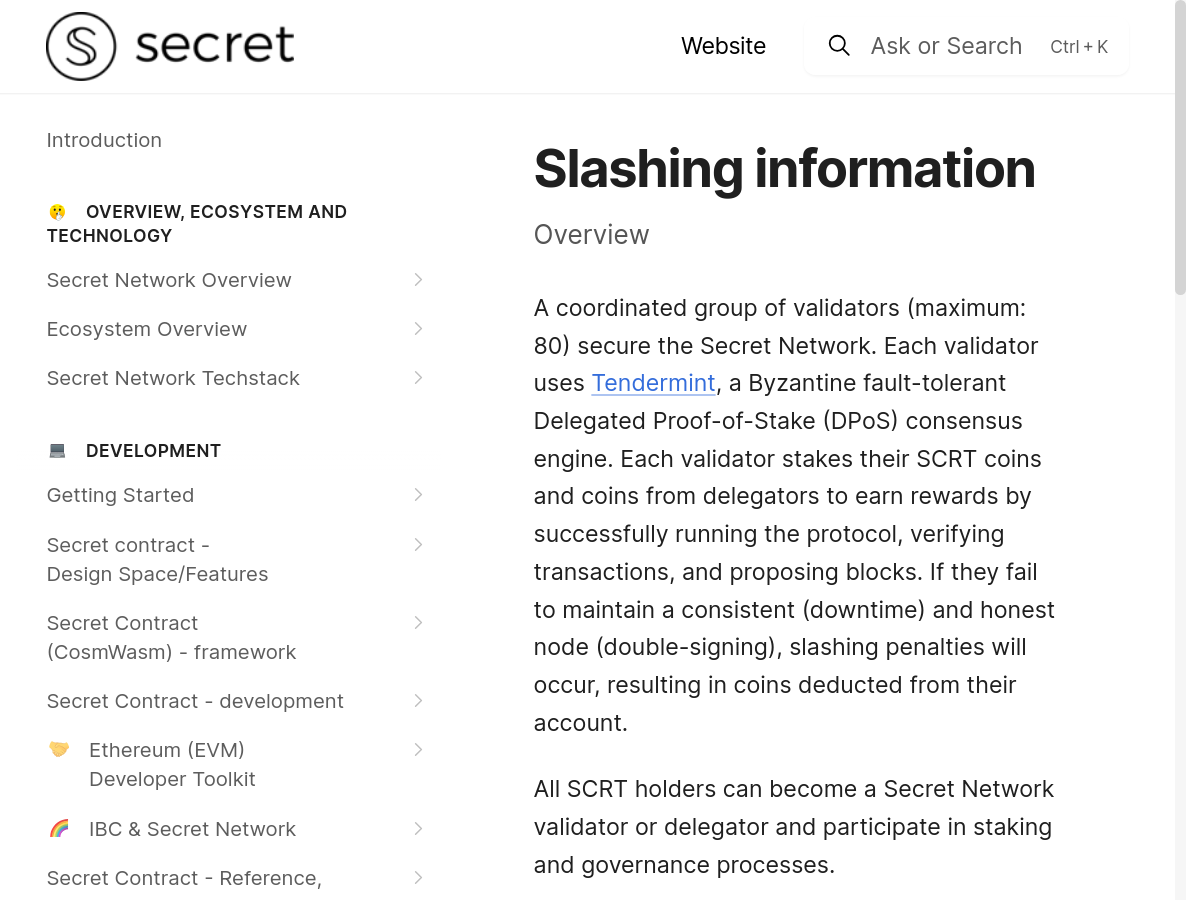 secret
Website
Ask or Search
Ctrl + K
Introduction
OVERVIEW, ECOSYSTEM AND
TECHNOLOGY
Secret Network Overview
Ecosystem Overview
Secret Network Techstack
DEVELOPMENT
Getting Started
Secret contract -
Design Space/Features
Secret Contract
(CosmWasm) - framework
Secret Contract - development
Ethereum (EVM)
Developer Toolkit
IBC & Secret Network
Secret Contract - Reference,
Slashing information
Overview
A coordinated group of validators (maximum:
80) secure the Secret Network. Each validator
uses Tendermint, a Byzantine fault-tolerant
Delegated Proof-of-Stake (DPoS) consensus
engine. Each validator stakes their SCRT coins
and coins from delegators to earn rewards by
successfully running the protocol, verifying
transactions, and proposing blocks. If they fail
to maintain a consistent (downtime) and honest
node (double-signing), slashing penalties will
occur, resulting in coins deducted from their
account.
All SCRT holders can become a Secret Network
validator or delegator and participate in staking
and governance processes.